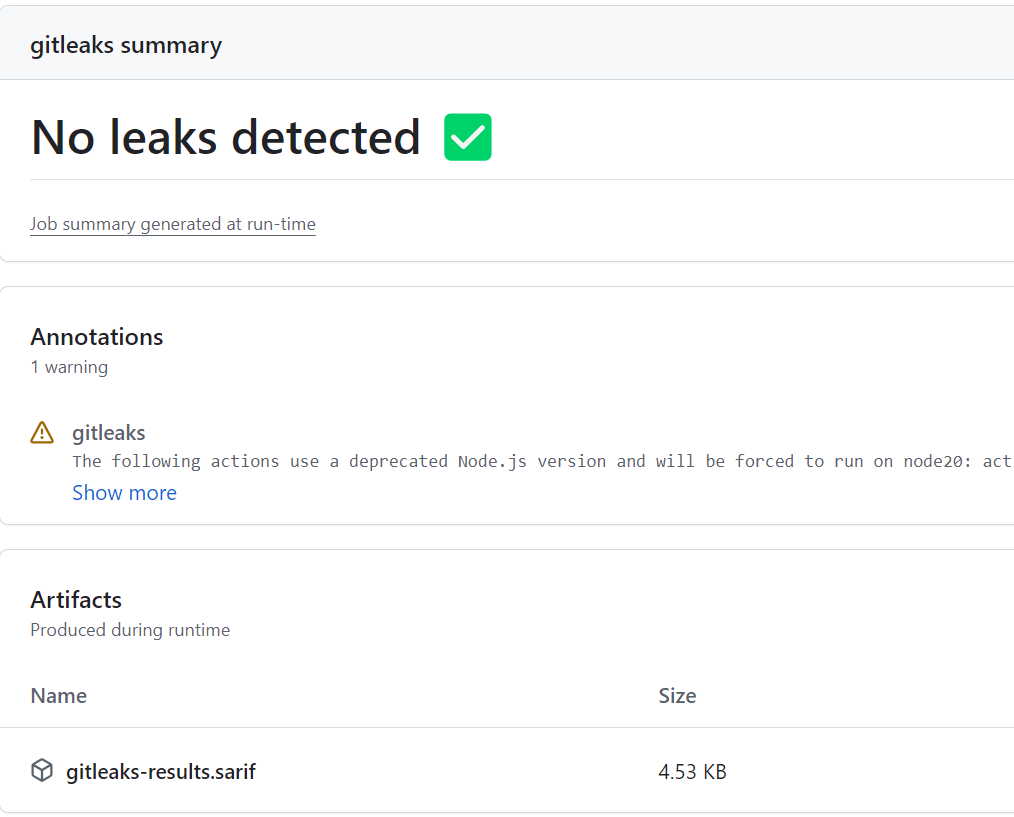 gitleaks summary
No leaks detected ✅
Job summary generated at run-time
Annotations
1 warning
gitleaks
The following actions use a deprecated Node.js version and will be forced to run on node20: act
Show more
Artifacts
Produced during runtime
Name Size
gitleaks-results.sarif 4.53 KB